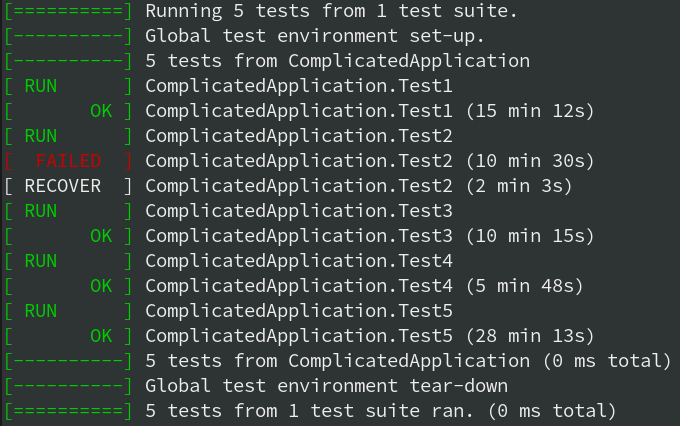 [==========] Running 5 tests from 1 test suite.
[----------] Global test environment set-up.
[----------] 5 tests from ComplicatedApplication
[ RUN      ] ComplicatedApplication.Test1
[       OK ] ComplicatedApplication.Test1 (15 min 12s)
[ RUN      ] ComplicatedApplication.Test2
[  FAILED  ] ComplicatedApplication.Test2 (10 min 30s)
[ RECOVER  ] ComplicatedApplication.Test2 (2 min 3s)
[ RUN      ] ComplicatedApplication.Test3
[       OK ] ComplicatedApplication.Test3 (10 min 15s)
[ RUN      ] ComplicatedApplication.Test4
[       OK ] ComplicatedApplication.Test4 (5 min 48s)
[ RUN      ] ComplicatedApplication.Test5
[       OK ] ComplicatedApplication.Test5 (28 min 13s)
[----------] 5 tests from ComplicatedApplication (0 ms total)
[----------] Global test environment tear-down
[==========] 5 tests from 1 test suite ran. (0 ms total)